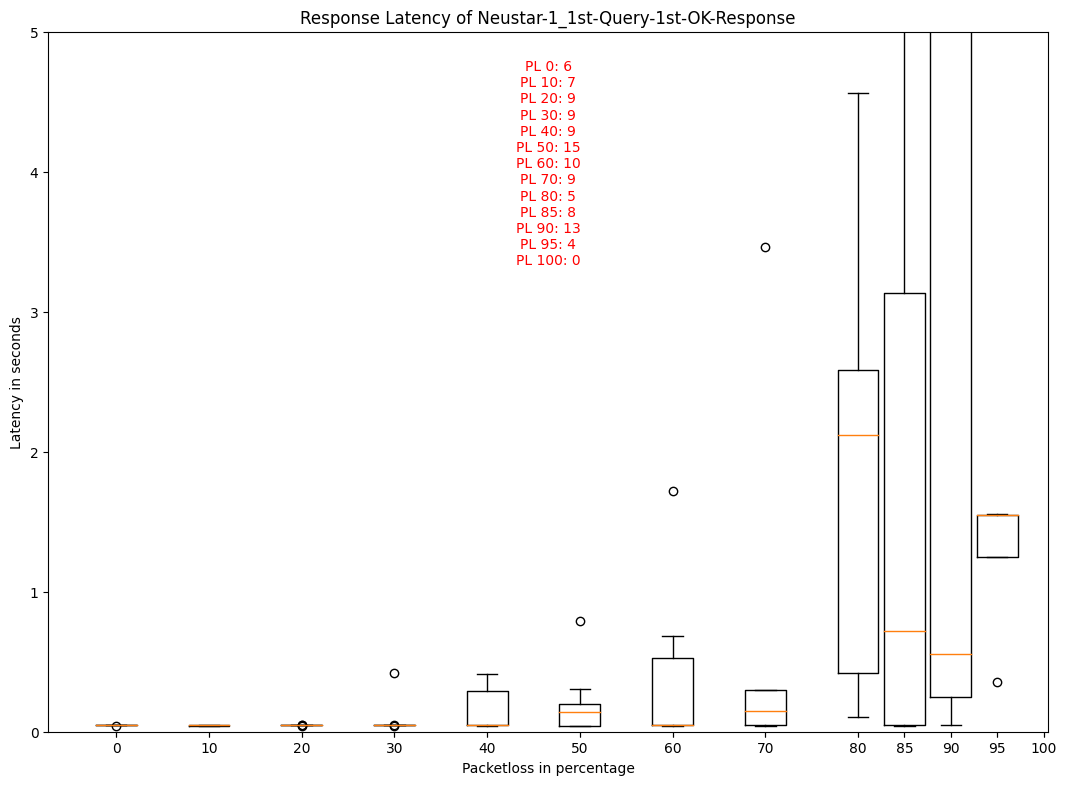 Response Latency of Neustar-1_1st-Query-1st-OK-Response
PL 0: 6
PL 10: 7
PL 20: 9
PL 30: 9
PL 40: 9
PL 50: 15
PL 60: 10
PL 70: 9
PL 80: 5
PL 85: 8
PL 90: 13
PL 95: 4
PL 100: 0
Latency in seconds
5
4
3
2
1
0
0 10 20 30 40 50 60 70 80 85 90 95 100
Packetloss in percentage